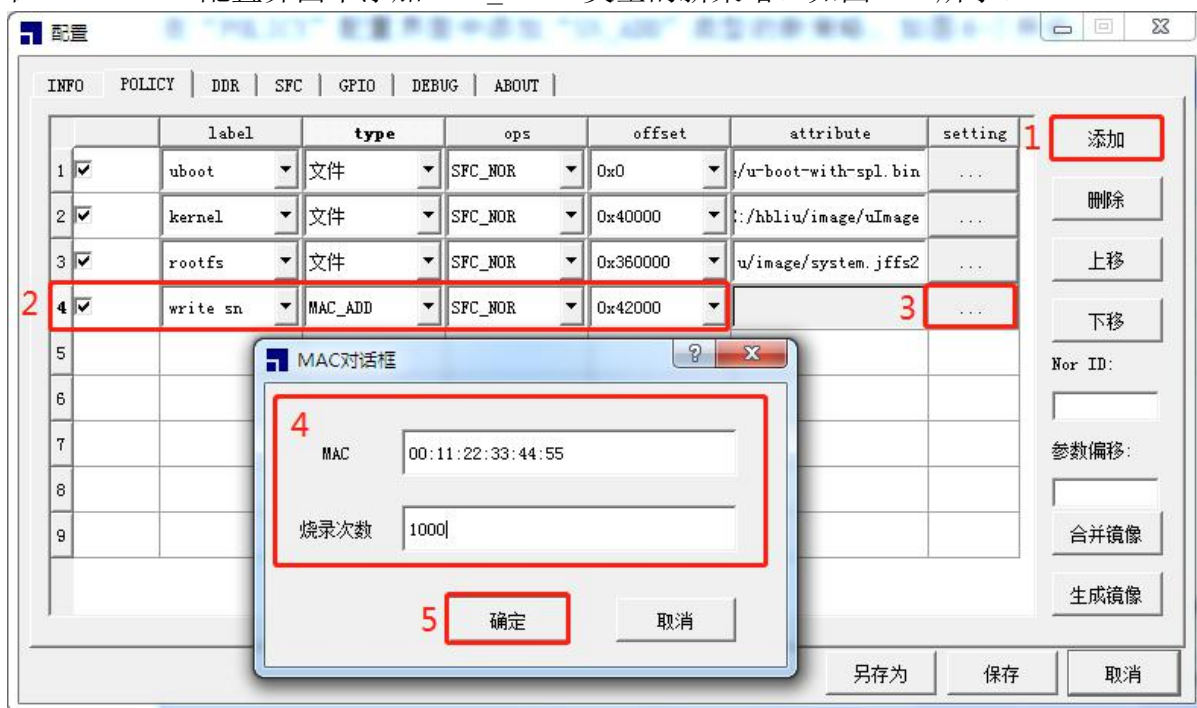 配置
INFO POLICY DDR SFC GPIO DEBUG ABOUT
label type ops offset attribute setting 1 添加
1 uboot 文件 SFC_NOR 0x0 /u-boot-with-spl.bin ...
删除
2 kernel 文件 SFC_NOR 0x40000 :/hbliu/image/uImage ...
3 rootfs 文件 SFC_NOR 0x360000 u/image/system.jffs2 ... 上移
2 4 write sn MAC_ADD SFC_NOR 0x42000 3 ...
下移
5 MAC对话框
Nor ID:
6
4
7 MAC 00:11:22:33:44:55 参数偏移:
8
9 烧录次数 1000 合并镜像
生成镜像
5 确定 取消
另存为 保存 取消